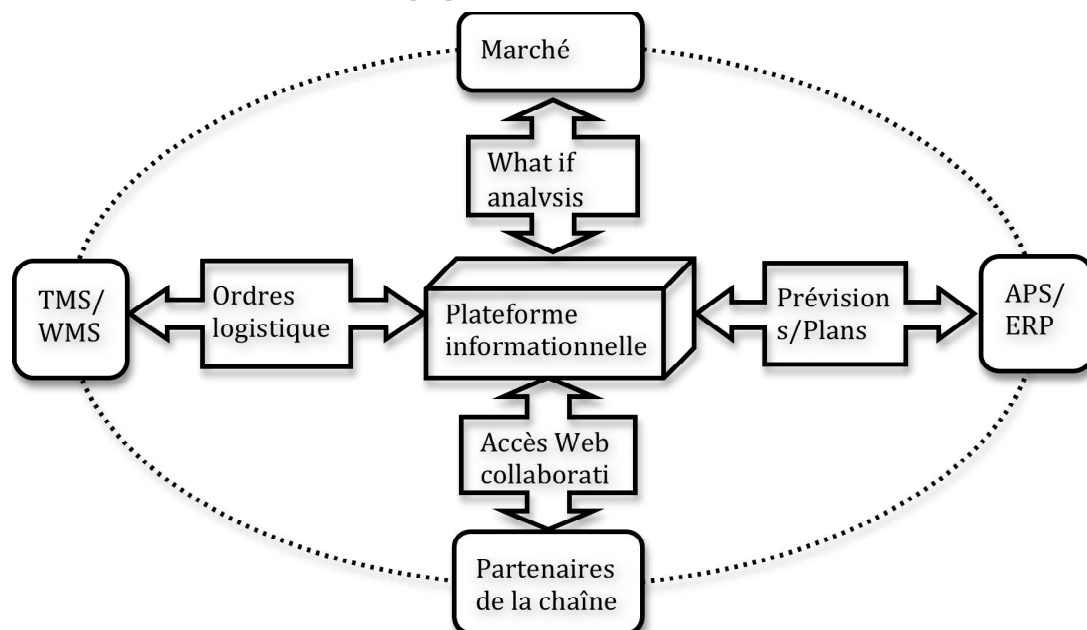 Marché
What if
analysis
TMS/
WMS
Ordres
logistique
Plateforme
informationnelle
Prévision
s/Plans
APS/
ERP
Accès Web
collaborati
Partenaires
de la chaîne